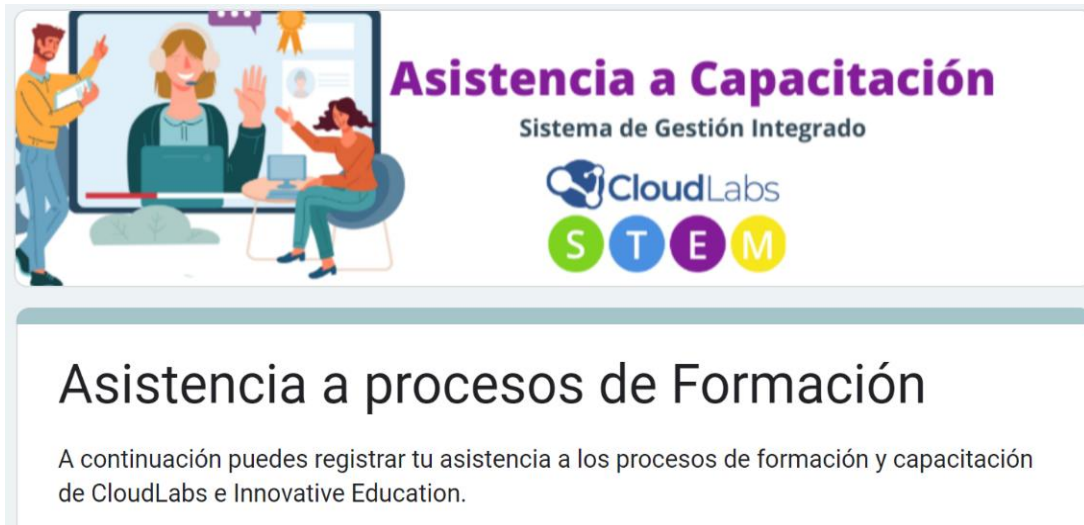 Asistencia a Capacitación
Sistema de Gestión Integrado
CloudLabs
S T E M
Asistencia a procesos de Formación
A continuación puedes registrar tu asistencia a los procesos de formación y capacitación
de CloudLabs e Innovative Education.